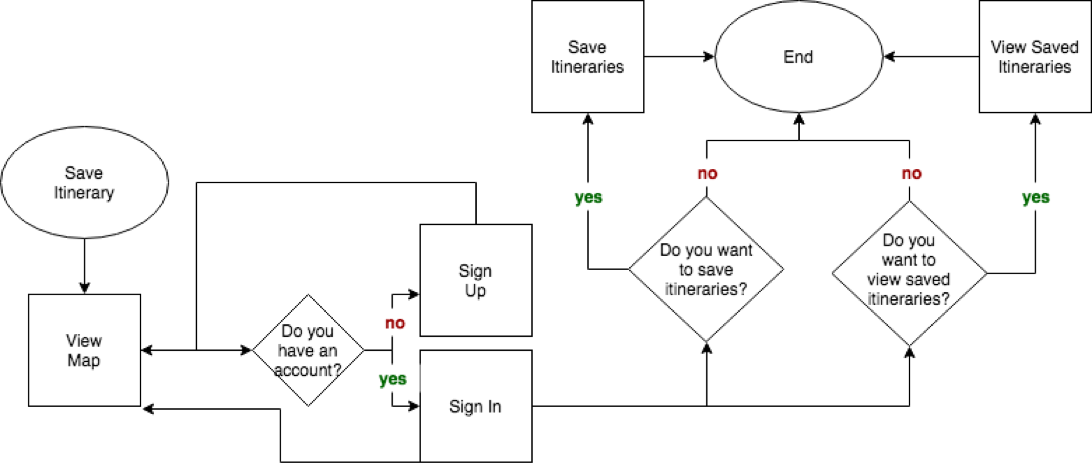 Save
Itineraries
End
View Saved
Itineraries
Save
Itinerary
no
no
yes
yes
Do you want
to save
itineraries?
Do you
want to
view saved
itineraries?
Sign
Up
View
Map
Do you
have an
account?
no
yes
Sign In